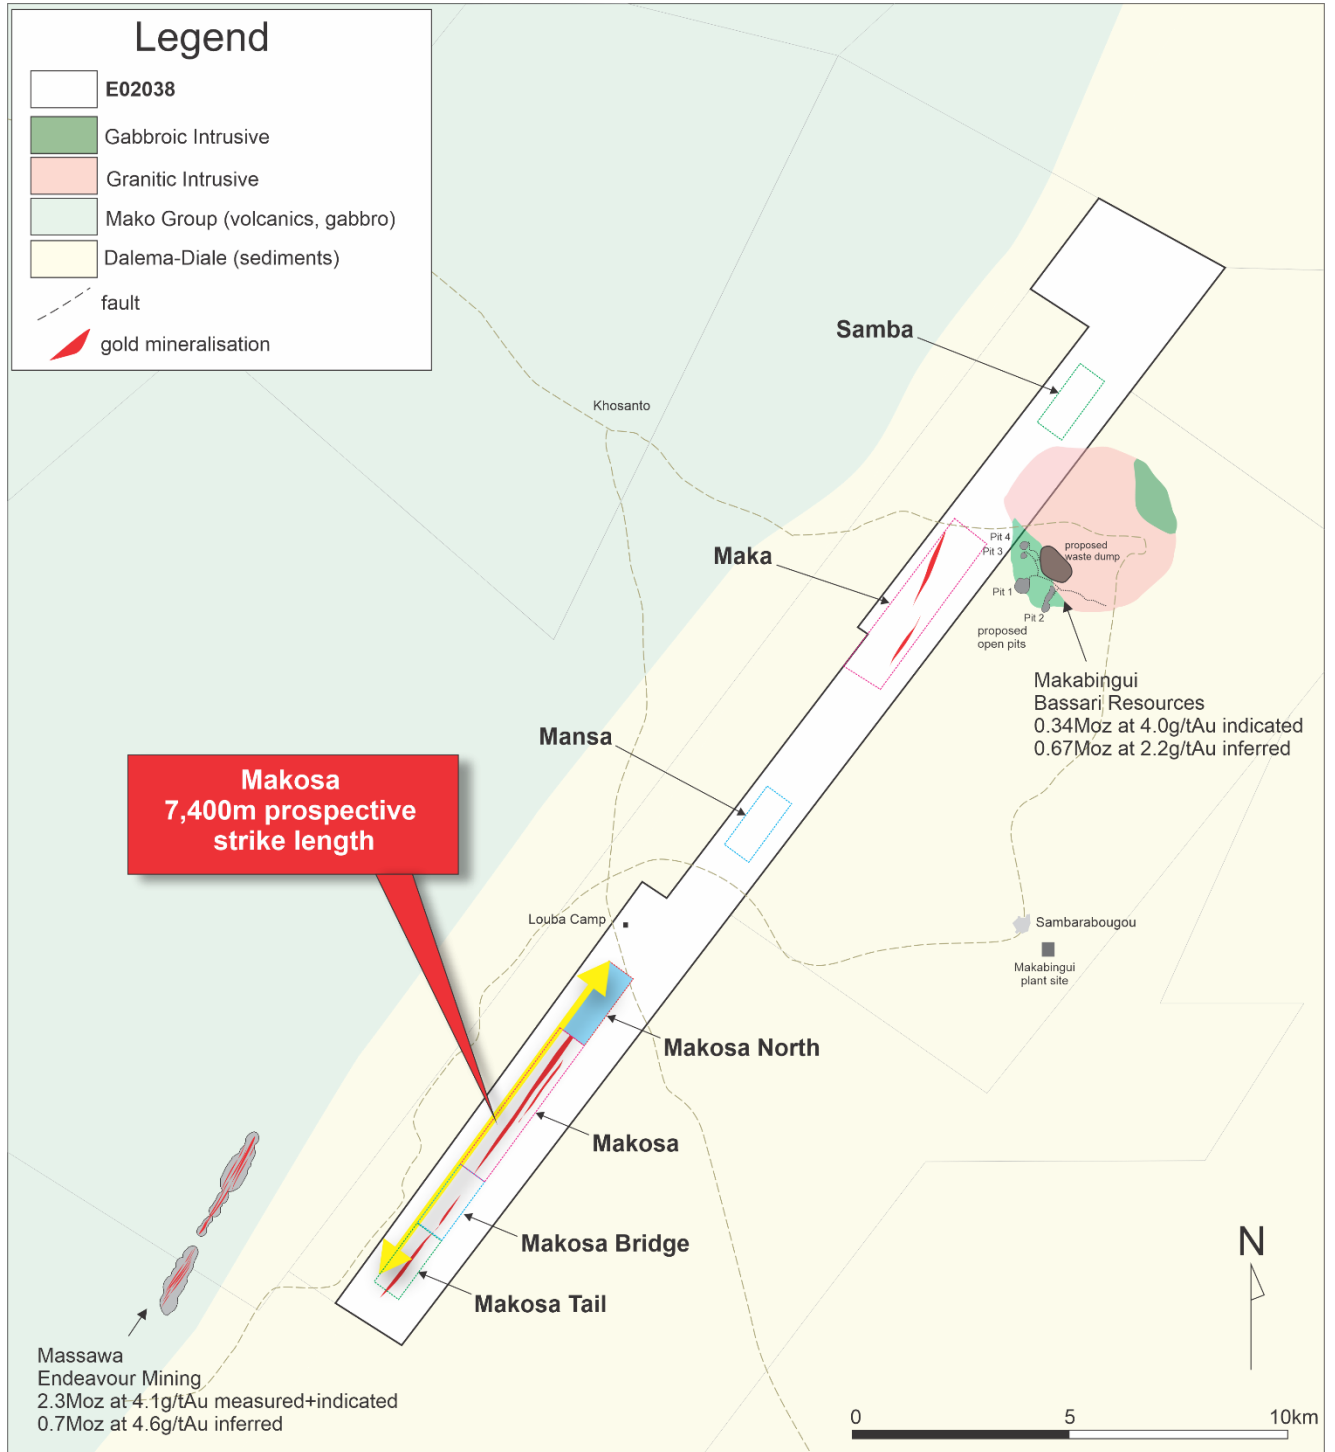 Legend
E02038
Gabbroic Intrusive
Granitic Intrusive
Mako Group (volcanics, gabbro)
Dalema-Diale (sediments)
fault
gold mineralisation
Samba
Khosanto
Maka
Pit 4
Pit 3
proposed
waste dump
Pit 1
Pit 2
proposed
open pits
Makabingui
Bassari Resources
0.34Moz at 4.0g/tAu indicated
0.67Moz at 2.2g/tAu inferred
Mansa
Makosa
7,400m prospective
strike length
Louba Camp
Sambarabougou
Makabingui
plant site
Makosa North
Makosa
Makosa Bridge
Makosa Tail
Massawa
Endeavour Mining
2.3Moz at 4.1g/tAu measured+indicated
0.7Moz at 4.6g/tAu inferred
N
0 5 10km